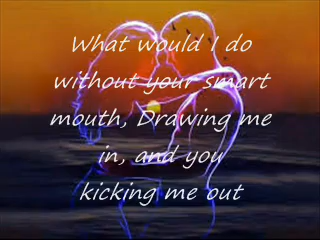 What would I do
without your smart
mouth, Drawing me
in, and you
kicking me out